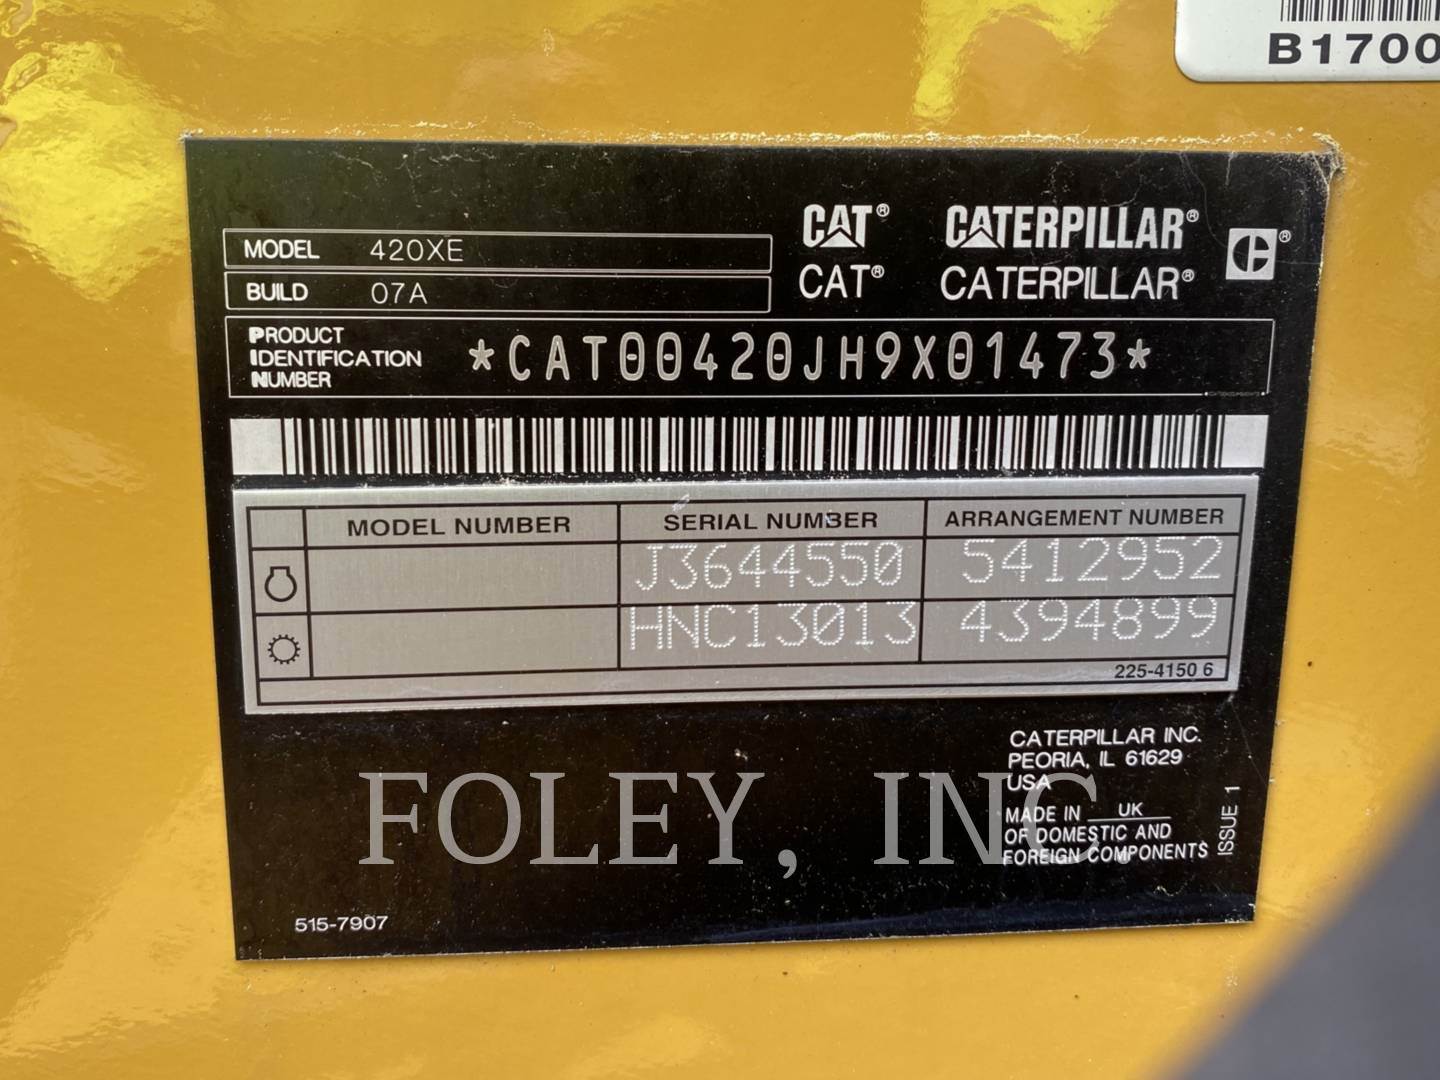 B1700
CAT® CATERPILLAR®
MODEL 420XE
CAT® CATERPILLAR® ®
BUILD 07A
PRODUCT
IDENTIFICATION
NUMBER
*CAT00420JH9X01473*
MODEL NUMBER SERIAL NUMBER ARRANGEMENT NUMBER
J3644550 5412952
HNC13013 4394899
225-4150 6
CATERPILLAR INC.
PEORIA, IL 61629
USA
MADE IN UK
OF DOMESTIC AND
FOREIGN COMPONENTS
ISSUE 1
FOLEY, INC.
515-7907